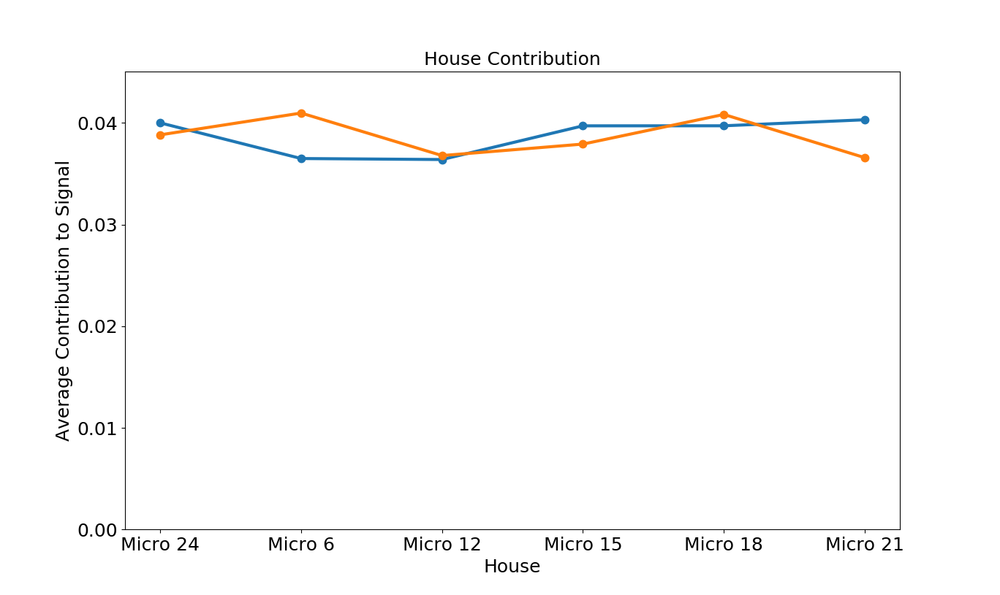 House Contribution
Average Contribution to Signal
0.04
0.03
0.02
0.01
0.00
Micro 24 Micro 6 Micro 12 Micro 15 Micro 18 Micro 21
House